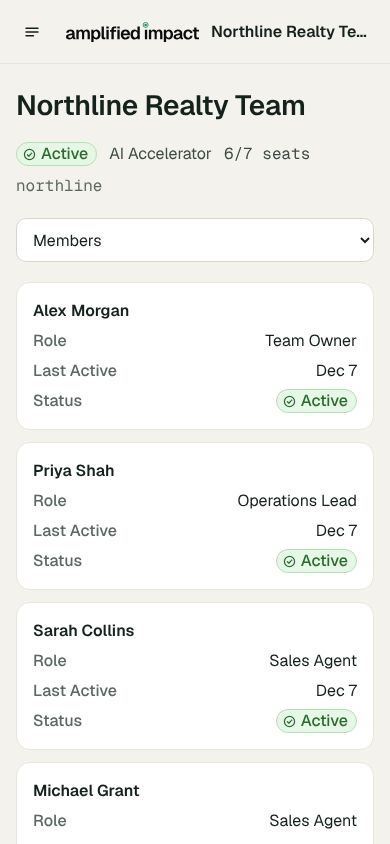 amplified impact Northline Realty Te...
Northline Realty Team
Active AI Accelerator 6/7 seats
northline
Members
Alex Morgan
Role Team Owner
Last Active Dec 7
Status Active
Priya Shah
Role Operations Lead
Last Active Dec 7
Status Active
Sarah Collins
Role Sales Agent
Last Active Dec 7
Status Active
Michael Grant
Role Sales Agent